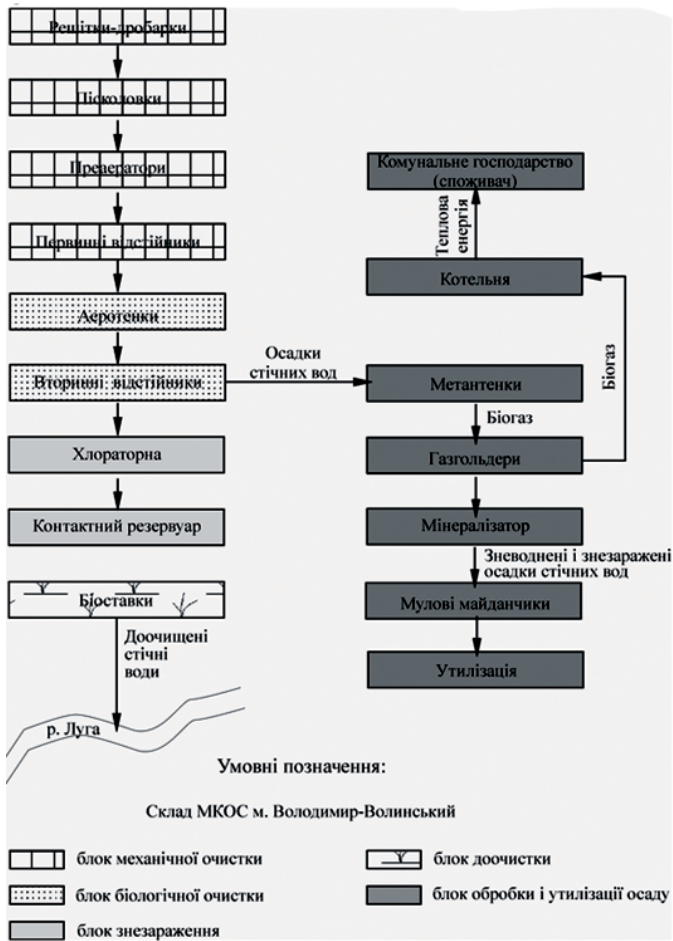 Решітки-дробарки
Пісколовки
Преаератори
Первинні відстійники
Аеротенки
Вторинні відстійники
Хлораторна
Контактний резервуар
Біоставки
Доочищені
стічні
води
р. Луга
Осадки
стічних вод
Комунальне господарство
(споживач)
Теплова
енергія
Котельня
Біогаз
Метантенки
Біогаз
Газгольдери
Мінералізатор
Зневоднені і знезаражені
осадки стічних вод
Мулові майданчики
Утилізація
Умовні позначення:
Склад МКОС м. Володимир-Волинський
блок механічної очистки
блок біологічної очистки
блок знезараження
блок доочистки
блок обробки і утилізації осаду